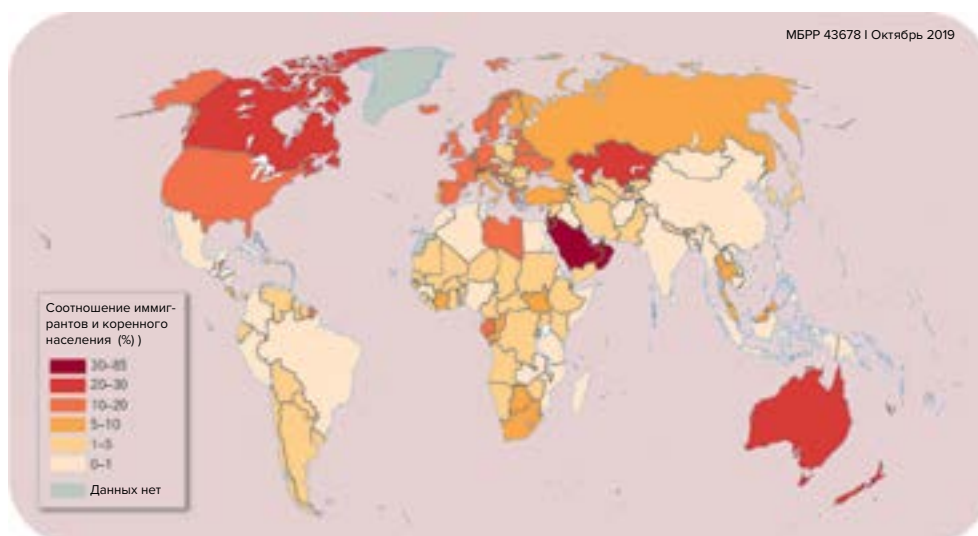 МБРР 43678 I Октябрь 2019
Соотношение иммиг-
рантов и коренного
населения (%) )
30–85
20–30
10–20
5–10
1–5
0–1
Данных нет